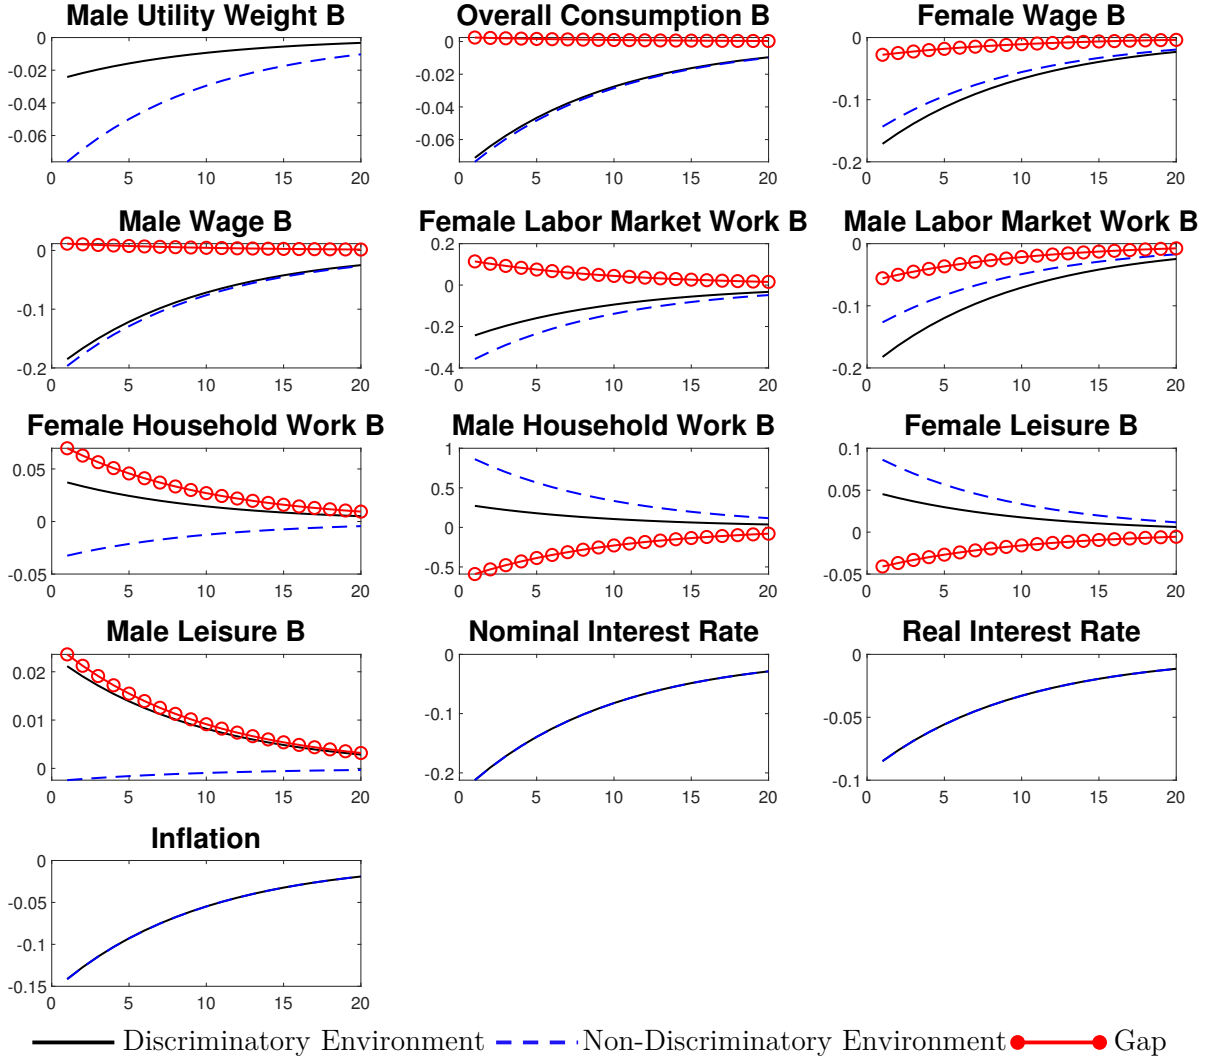 Male Utility Weight B
Overall Consumption B
Female Wage B
0
-0.02
-0.04
-0.06
0 5 10 15 20
0
-0.02
-0.04
-0.06
0 5 10 15 20
0
-0.1
-0.2
0 5 10 15 20
Male Wage B
Female Labor Market Work B
Male Labor Market Work B
0
-0.1
-0.2
0 5 10 15 20
0.2
0
-0.2
-0.4
0 5 10 15 20
0
-0.1
-0.2
0 5 10 15 20
Female Household Work B
Male Household Work B
Female Leisure B
0.05
0
-0.05
0 5 10 15 20
1
0.5
0
-0.5
0 5 10 15 20
0.1
0.05
0
-0.05
0 5 10 15 20
Male Leisure B
Nominal Interest Rate
Real Interest Rate
0.02
0.01
0
0 5 10 15 20
0
-0.1
-0.2
0 5 10 15 20
0
-0.05
-0.1
0 5 10 15 20
Inflation
0
-0.05
-0.1
-0.15
0 5 10 15 20
Discriminatory Environment Non-Discriminatory Environment Gap